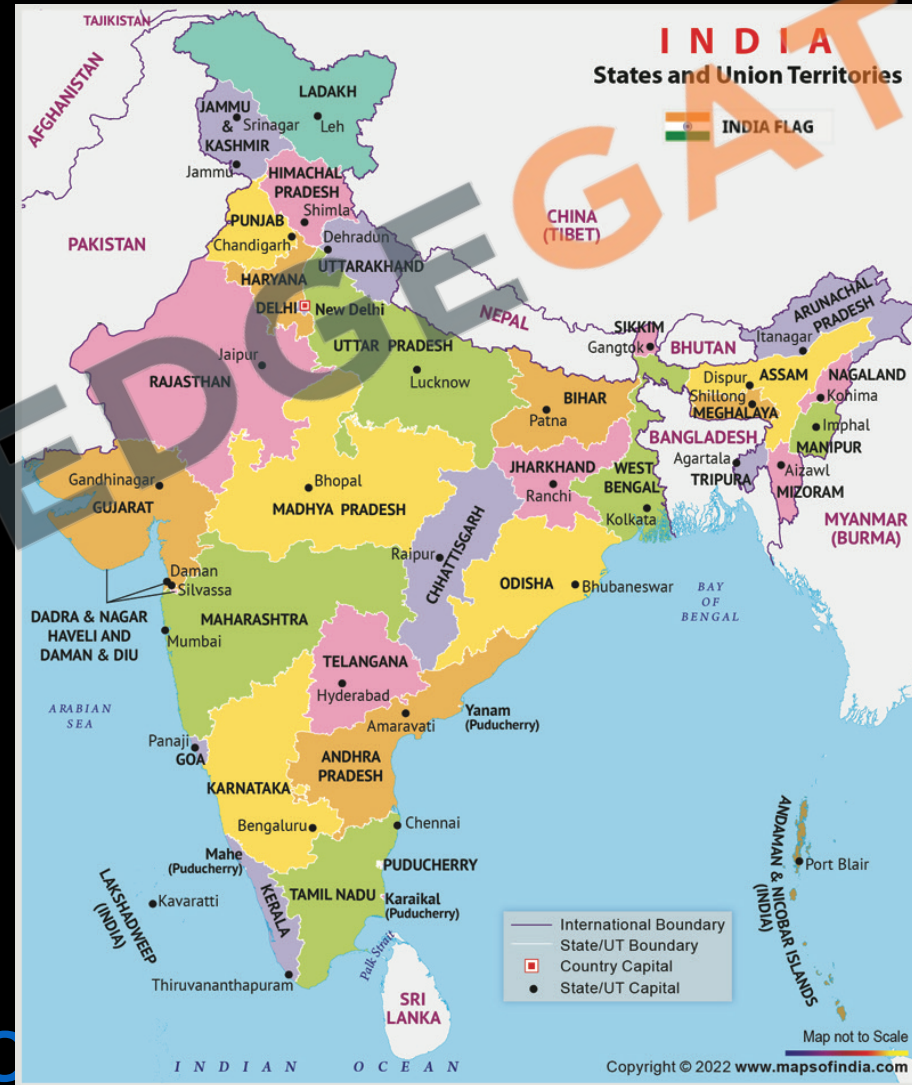 TAJIKISTAN
AFGHANISTAN
INDIA
States and Union Territories
INDIA FLAG
LADAKH
Leh
JAMMU
&
KASHMIR
Srinagar
Jammu
HIMACHAL
PRADESH
Shimla
PUNJAB
Chandigarh
Dehradun
UTTARAKHAND
HARYANA
DELHI
New Delhi
PAKISTAN
CHINA
(TIBET)
NEPAL
EDGEGAT
ARUNACHAL
PRADESH
Itanagar
SIKKIM
Gangtok
BHUTAN
UTTAR PRADESH
Lucknow
Jaipur
RAJASTHAN
BIHAR
Patna
Dispur
ASSAM
NAGALAND
Shillong
Kohima
MEGHALAYA
Imphal
MANIPUR
BANGLADESH
Agartala
TRIPURA
Aizawl
MIZORAM
MYANMAR
(BURMA)
Gandhinagar
GUJARAT
Bhopal
MADHYA PRADESH
JHARKHAND
Ranchi
WEST
BENGAL
Kolkata
Raipur
CHHATTISGARH
ODISHA
Bhubaneswar
BAY
OF
BENGAL
Daman
Silvassa
DADRA & NAGAR
HAVELI AND
DAMAN & DIU
MAHARASHTRA
Mumbai
TELANGANA
Hyderabad
ARABIAN
SEA
Amaravati
Yanam
(Puducherry)
Panaji
GOA
ANDHRA
PRADESH
KARNATAKA
Bengaluru
Chennai
Mahe
(Puducherry)
PUDUCHERRY
TAMIL NADU
Karaikal
(Puducherry)
KERALA
LAKSHADWEEP
(INDIA)
Kavaratti
Thiruvananthapuram
Palk Strait
SRI
LANKA
ANDAMAN & NICOBAR ISLANDS
(INDIA)
Port Blair
International Boundary
State/UT Boundary
Country Capital
State/UT Capital
INDIAN OCEAN
Map not to Scale
Copyright © 2022 www.mapsofindia.com